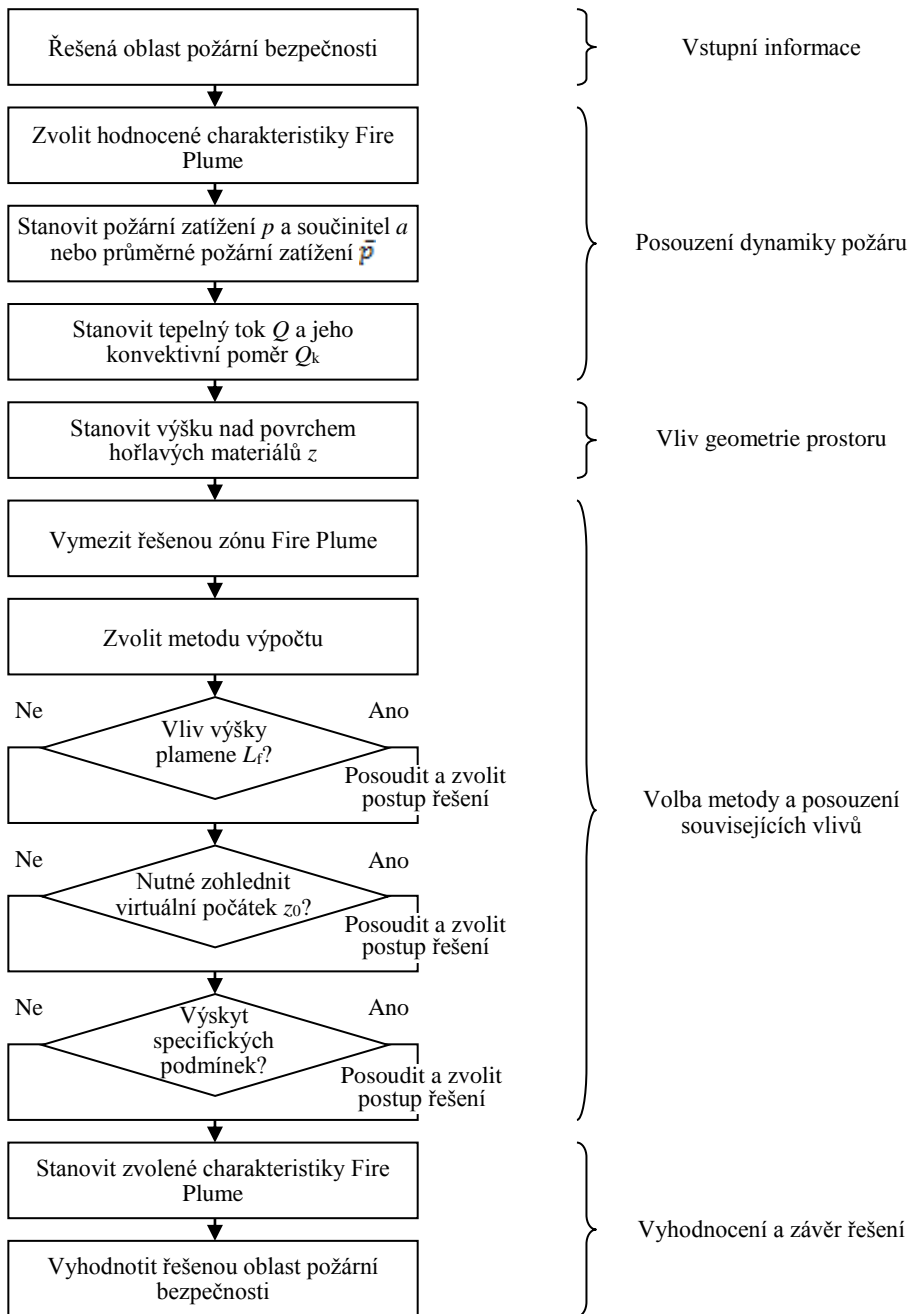 Řešená oblast požární bezpečnosti
Vstupní informace
Zvolit hodnocené charakteristiky Fire
Plume
Stanovit požární zatížení p a součinitel a
nebo průměrné požární zatížení p̄
Posouzení dynamiky požáru
Stanovit tepelný tok Q a jeho
konvektivní poměr Qk
Stanovit výšku nad povrchem
hořlavých materiálů z
Vliv geometrie prostoru
Vymezit řešenou zónu Fire Plume
Zvolit metodu výpočtu
Ne
Ano
Vliv výšky
plamene Lf?
Posoudit a zvolit
postup řešení
Volba metody a posouzení
souvisejících vlivů
Ne
Ano
Nutné zohlednit
virtuální počátek z0?
Posoudit a zvolit
postup řešení
Ne
Ano
Výskyt
specifických
podmínek?
Posoudit a zvolit
postup řešení
Stanovit zvolené charakteristiky Fire
Plume
Vyhodnocení a závěr řešení
Vyhodnotit řešenou oblast požární
bezpečnosti